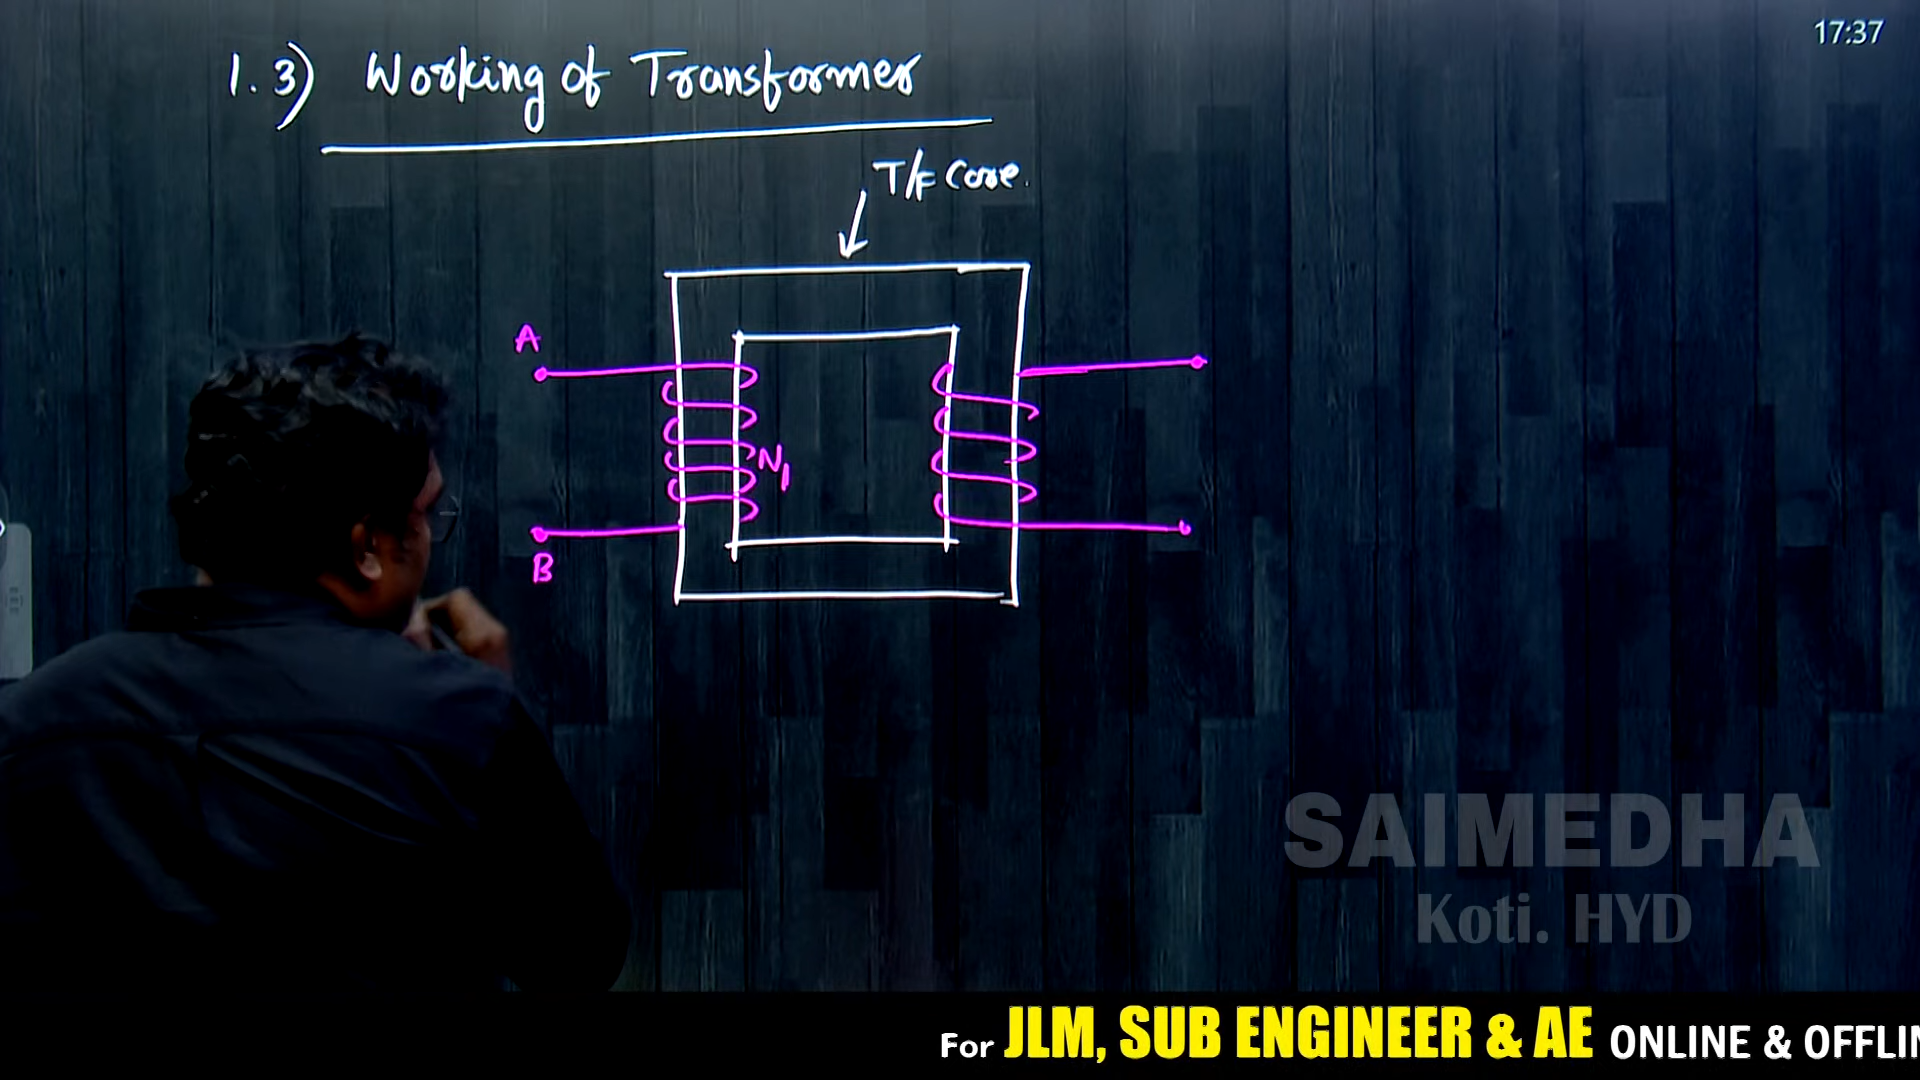 17:37
1.3) Working of Transformer
T/F Core.
A
N1
B
SAIMEDHA
Koti. HYD
For JLM, SUB ENGINEER & AE ONLINE & OFFLIN